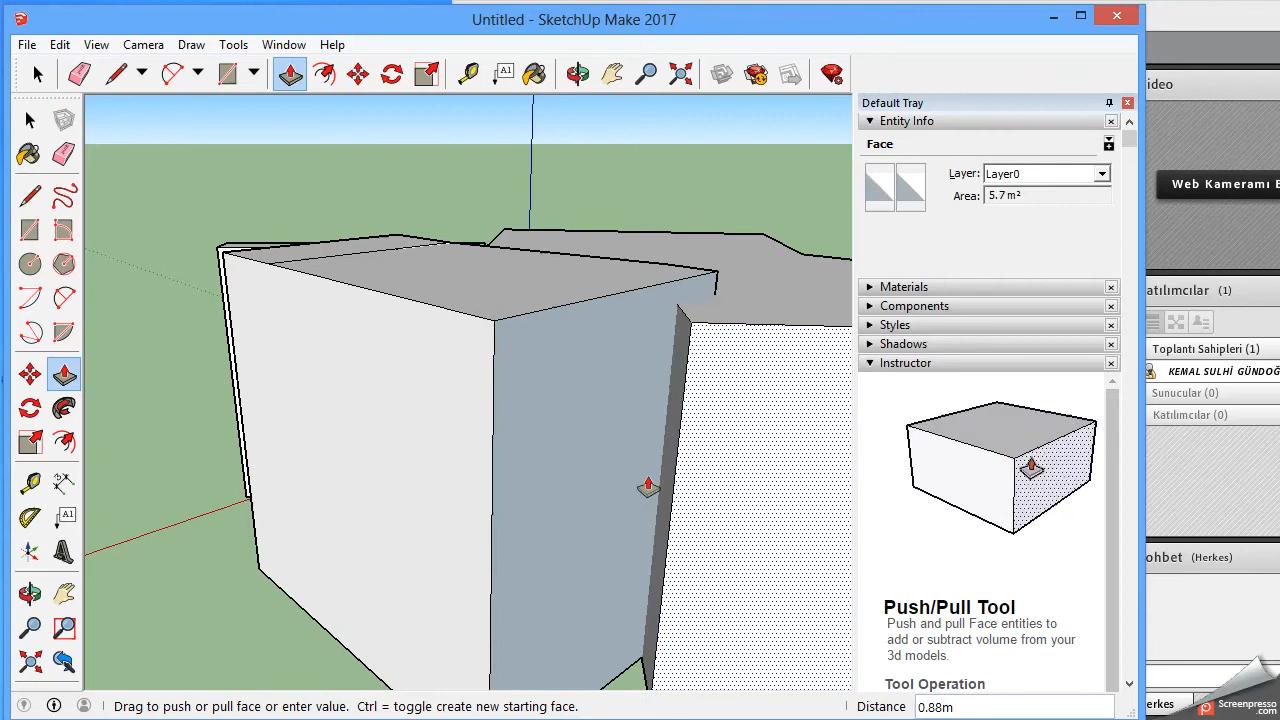 Untitled - SketchUp Make 2017
File Edit View Camera Draw Tools Window Help
A1
Default Tray
Entity Info
Face
Layer: Layer0
Area: 5.7 m²
Materials
Components
Styles
Shadows
Instructor
A1
Push/Pull Tool
Push and pull Face entities to
add or subtract volume from your
3d models.
Tool Operation
Drag to push or pull face or enter value. Ctrl = toggle create new starting face.
Distance 0.88m
ideo
Web Kameramı E
atılımcılar (1)
Toplantı Sahipleri (1)
KEMAL SULHİ GÜNDOĞ
Sunucular (0)
Katılımcılar (0)
ohbet (Herkes)
erkes
Screenpresso
.com